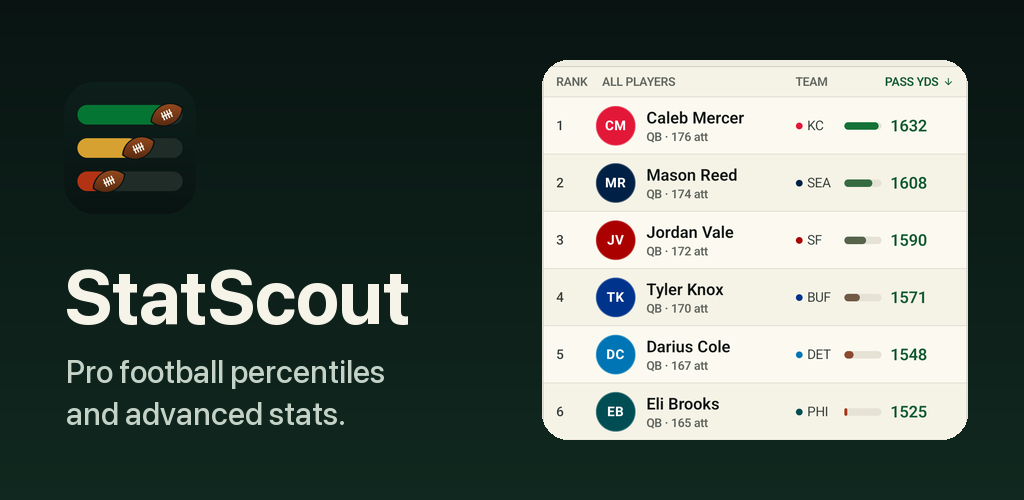 StatScout
Pro football percentiles
and advanced stats.
RANK ALL PLAYERS TEAM PASS YDS ↓
1 CM Caleb Mercer KC 1632
QB · 176 att
2 MR Mason Reed SEA 1608
QB · 174 att
3 JV Jordan Vale SF 1590
QB · 172 att
4 TK Tyler Knox BUF 1571
QB · 170 att
5 DC Darius Cole DET 1548
QB · 167 att
6 EB Eli Brooks PHI 1525
QB · 165 att